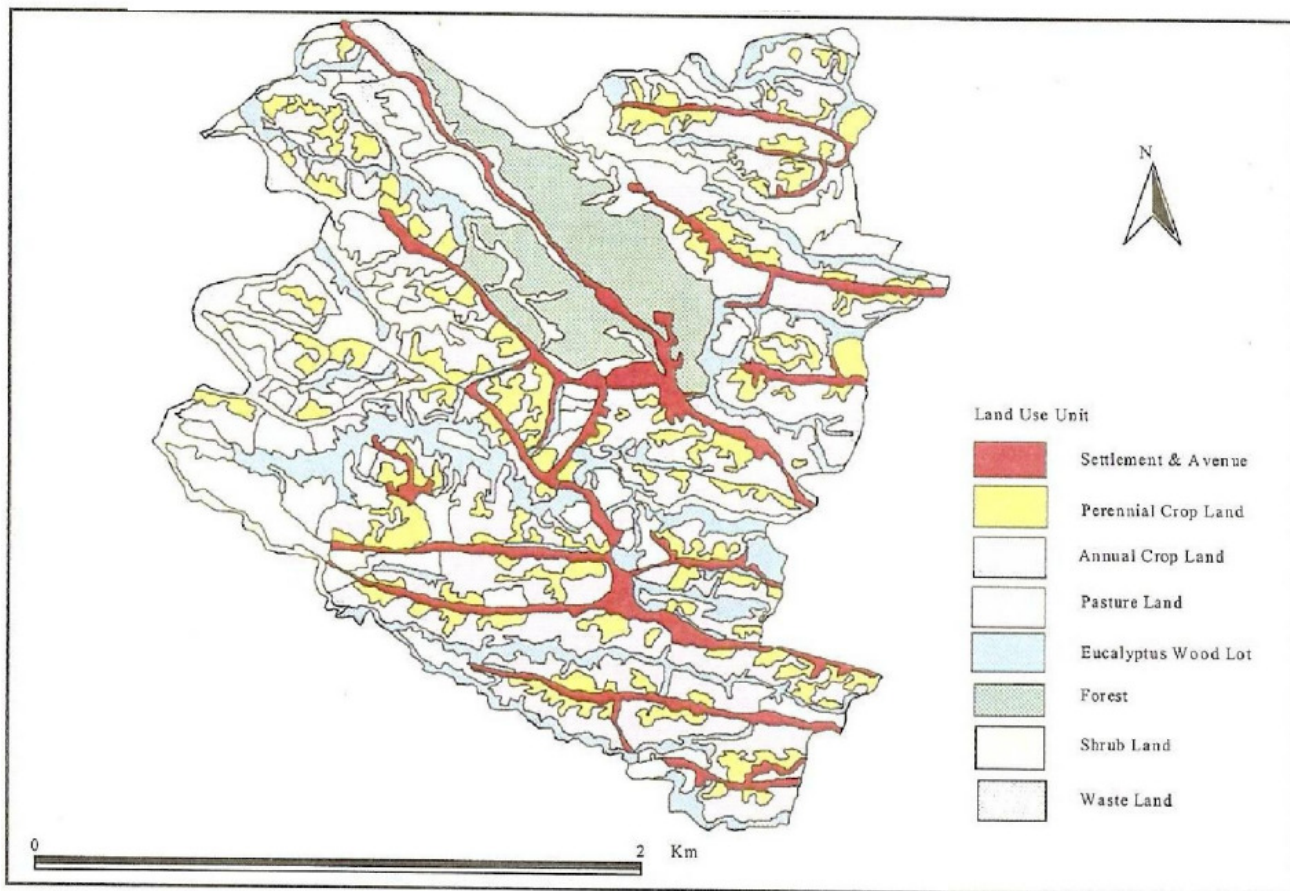 N
Land Use Unit
Settlement & Avenue
Perennial Crop Land
Annual Crop Land
Pasture Land
Eucalyptus Wood Lot
Forest
Shrub Land
Waste Land
0 2 Km